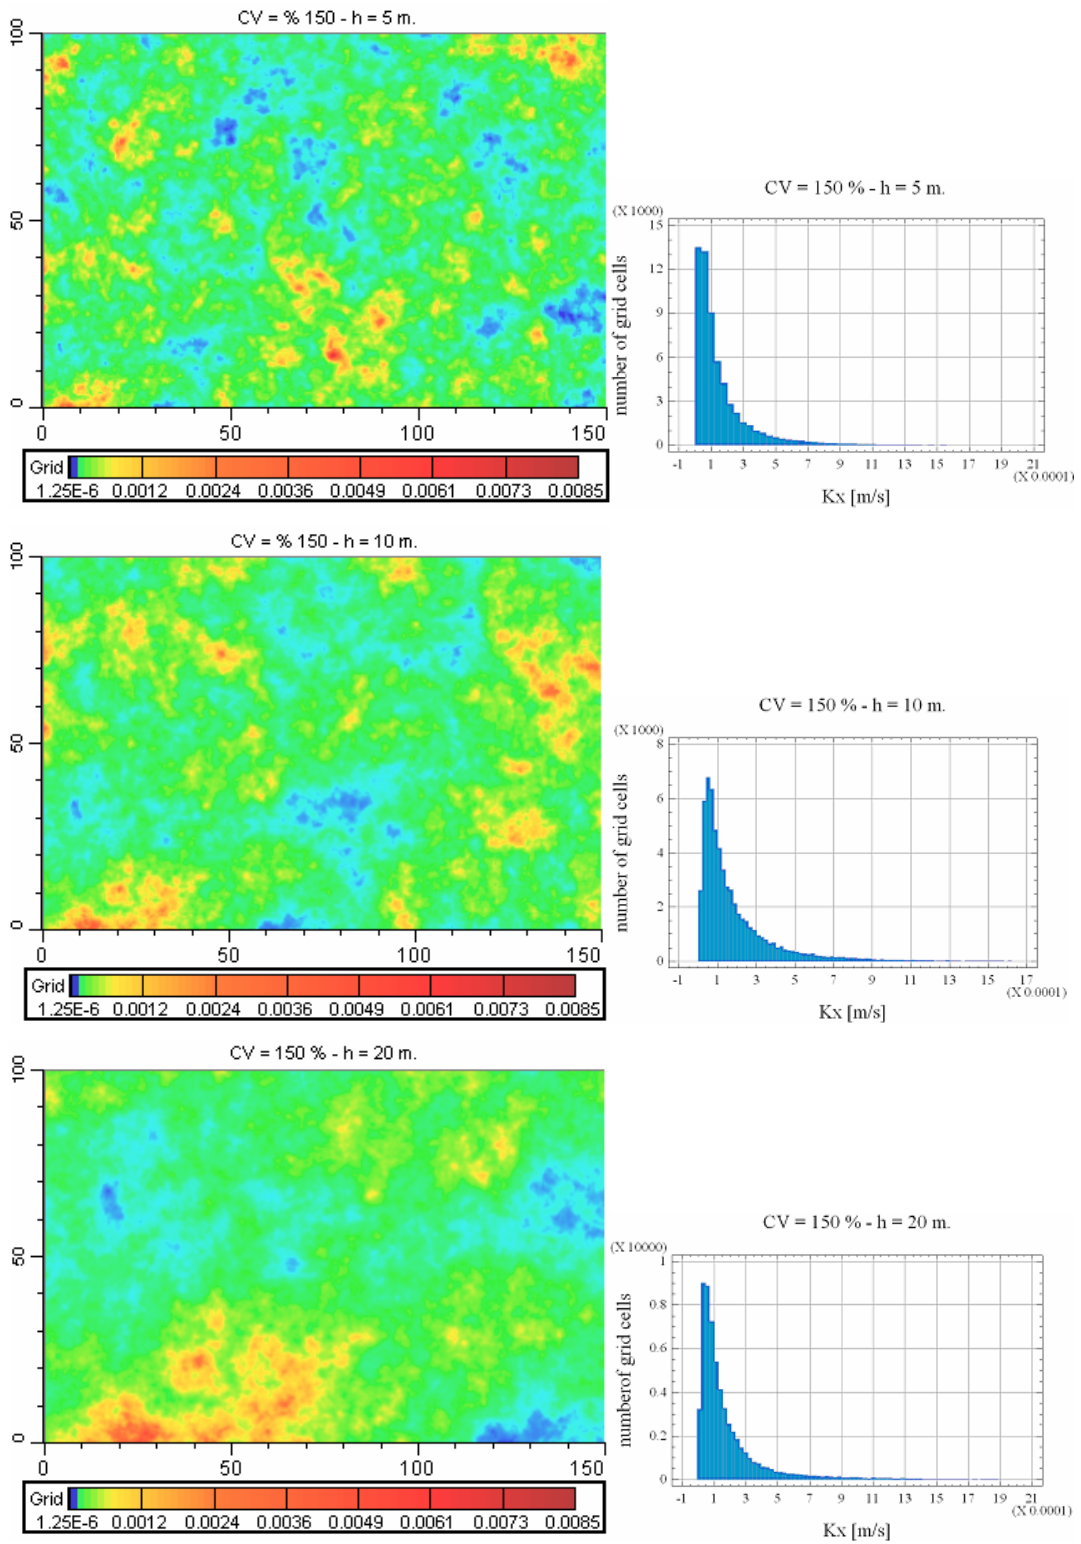 CV = % 150 - h = 5 m.
100
50
0
0 50 100 150
Grid
1.25E-6 0.0012 0.0024 0.0036 0.0049 0.0061 0.0073 0.0085
CV = 150 % - h = 5 m.
(X 1000)
15
12
9
6
3
0
number of grid cells
-1 1 3 5 7 9 11 13 15 17 19 21
(X 0.0001)
Kx [m/s]
CV = % 150 - h = 10 m.
100
50
0
0 50 100 150
Grid
1.25E-6 0.0012 0.0024 0.0036 0.0049 0.0061 0.0073 0.0085
CV = 150 % - h = 10 m.
(X 1000)
8
6
4
2
0
number of grid cells
-1 1 3 5 7 9 11 13 15 17
(X 0.0001)
Kx [m/s]
CV = 150 % - h = 20 m.
100
50
0
0 50 100 150
Grid
1.25E-6 0.0012 0.0024 0.0036 0.0049 0.0061 0.0073 0.0085
CV = 150 % - h = 20 m.
(X 10000)
1
0.8
0.6
0.4
0.2
0
numberof grid cells
-1 1 3 5 7 9 11 13 15 17 19 21
(X 0.0001)
Kx [m/s]